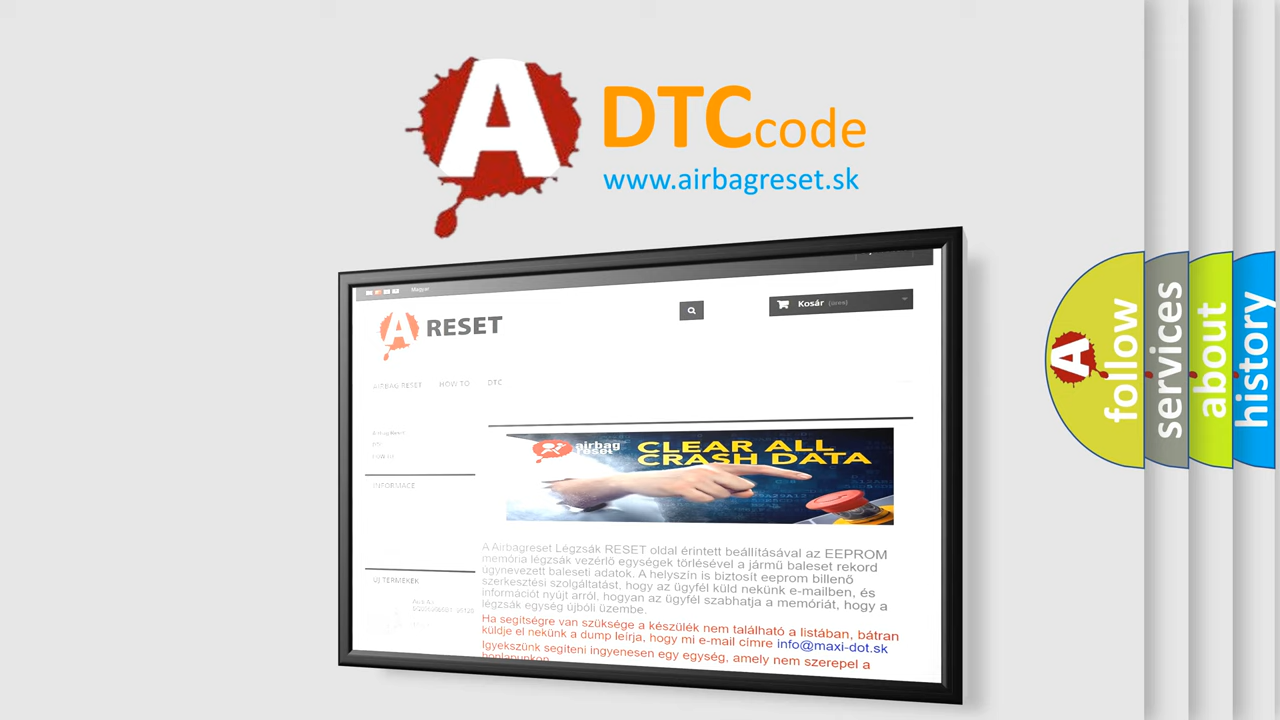 A
DTCcode
www.airbagreset.sk
Magyar
A RESET
Kosár (üres)
AIRBAG RESET HOW TO DTC
INFORMACE
airbag
reset
CLEAR ALL
CRASH DATA
A Airbagreset Légzsák RESET oldal érintett beállításával az EEPROM
memória légzsák vezérlő egységek törlésével a jármű baleset rekord
úgynevezett baleseti adatok. A helyszín is biztosít eeprom billenő
szerkesztési szolgáltatást, hogy az ügyfél küld nekünk e-mailben, és
információt nyújt arról, hogyan az ügyfél szabhatja a memóriát, hogy a
légzsák egység újbóli üzembe.
Ha segítségre van szüksége a készülék nem található a listában, bátran
küldje el nekünk a dump leírja, hogy mi e-mail címre info@maxi-dot.sk
Igyekszünk segíteni ingyenesen egy egység, amely nem szerepel a
honlapunkon
ÚJ TERMÉKEK
A
follow
services
about
history